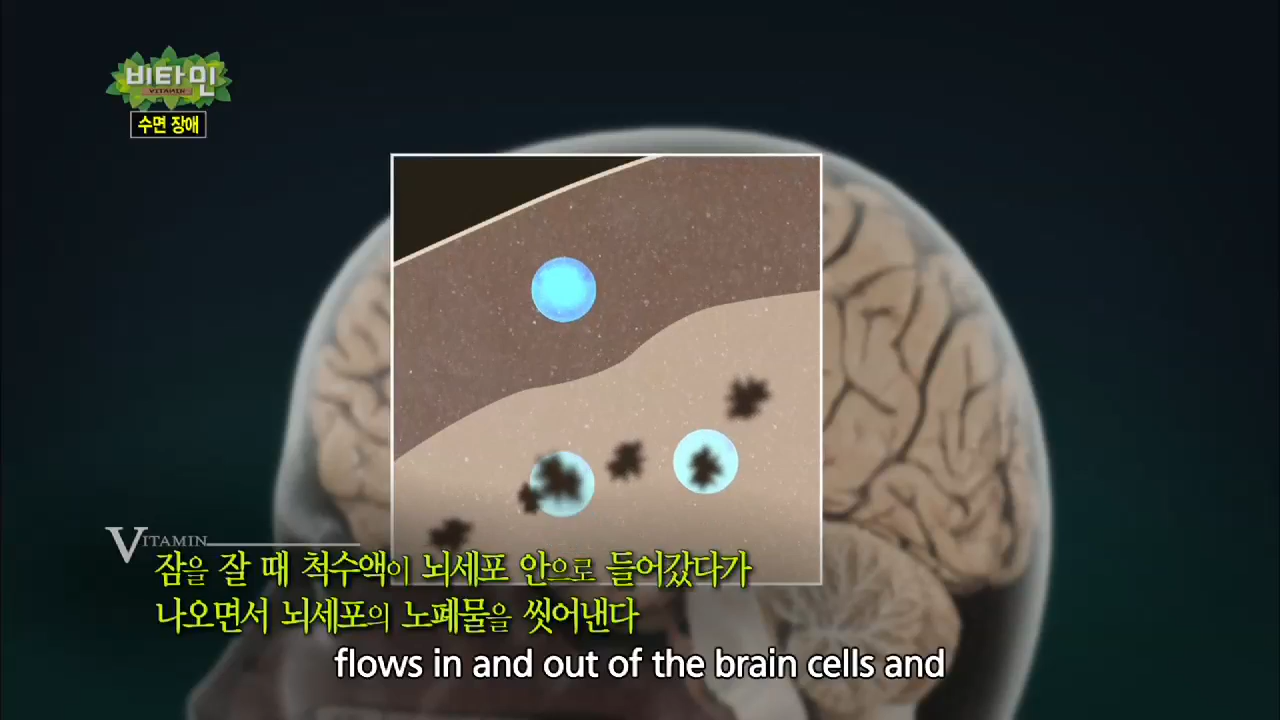 비타민
VITAMIN
수면 장애
VITAMIN
잠을 잘 때 척수액이 뇌세포 안으로 들어갔다가
나오면서 뇌세포의 노폐물을 씻어낸다
flows in and out of the brain cells and